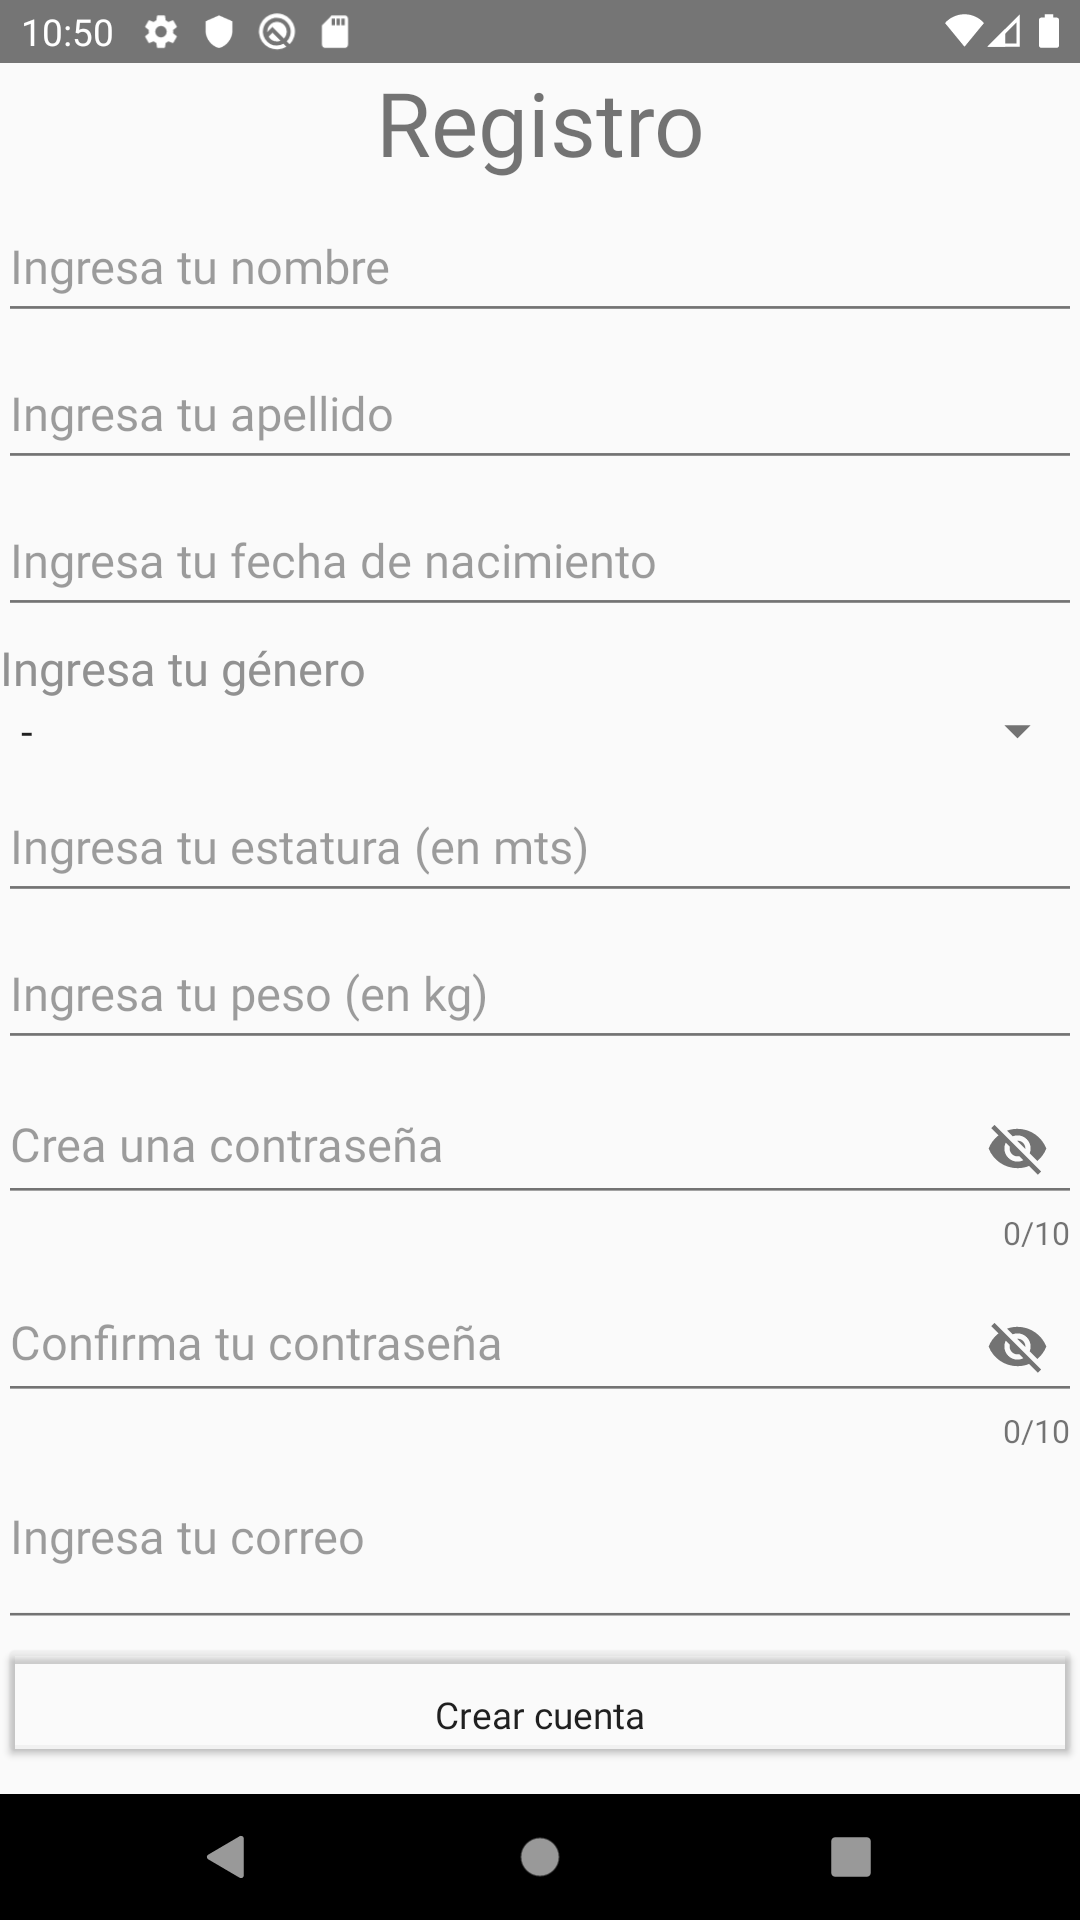 10:50
Registro
Ingresa tu nombre
Ingresa tu apellido
Ingresa tu fecha de nacimiento
Ingresa tu género
-
Ingresa tu estatura (en mts)
Ingresa tu peso (en kg)
Crea una contraseña
0/10
Confirma tu contraseña
0/10
Ingresa tu correo
Crear cuenta